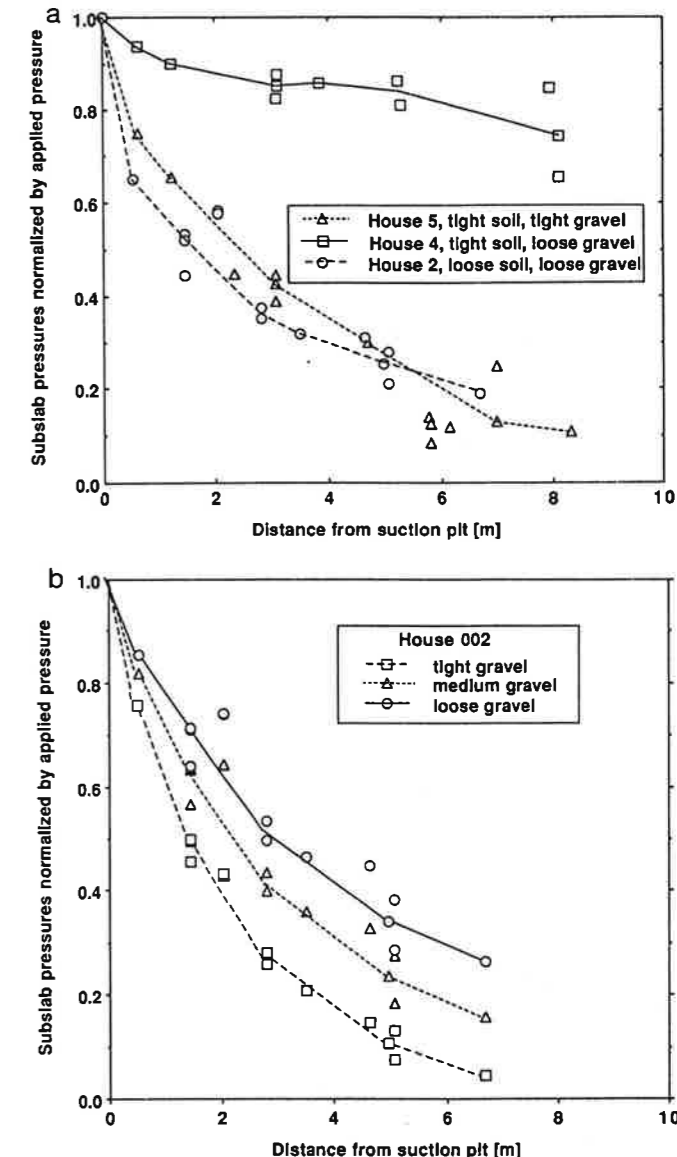 a
Subslab pressures normalized by applied pressure
1.0
0.8
0.6
0.4
0.2
0.0
House 5, tight soil, tight gravel
House 4, tight soil, loose gravel
House 2, loose soil, loose gravel
0 2 4 6 8 10
Distance from suction pit [m]
b
Subslab pressures normalized by applied pressure
1.0
0.8
0.6
0.4
0.2
0.0
House 002
tight gravel
medium gravel
loose gravel
0 2 4 6 8 10
Distance from suction pit [m]